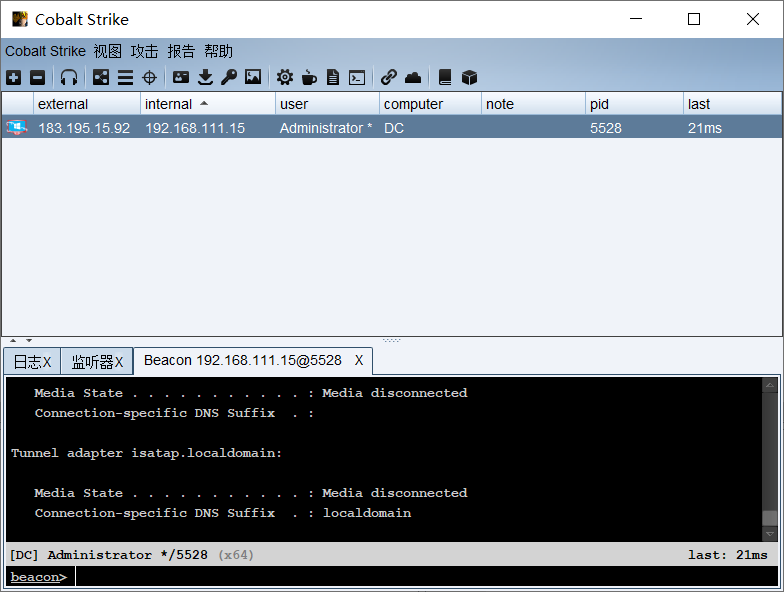 Cobalt Strike
Cobalt Strike 视图 攻击 报告 帮助
external internal user computer note pid last
183.195.15.92 192.168.111.15 Administrator * DC 5528 21ms
日志X 监听器X Beacon 192.168.111.15@5528 X
Media State . . . . . . . . . . . : Media disconnected
Connection-specific DNS Suffix . :
Tunnel adapter isatap.localdomain:
Media State . . . . . . . . . . . : Media disconnected
Connection-specific DNS Suffix . : localdomain
[DC] Administrator */5528 (x64) last: 21ms
beacon>